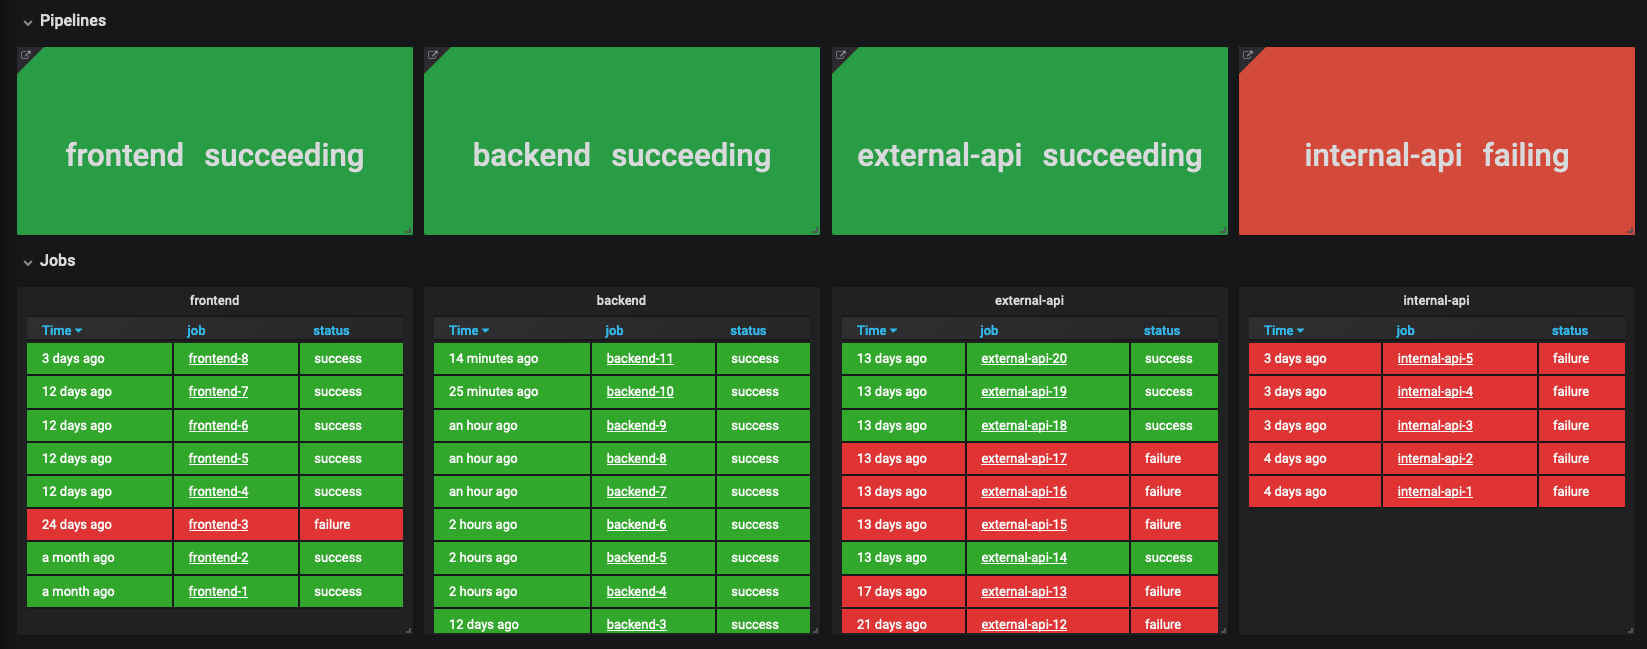 Pipelines
frontend succeeding
backend succeeding
external-api succeeding
internal-api failing
Jobs
frontend
Time job status
3 days ago frontend-8 success
12 days ago frontend-7 success
12 days ago frontend-6 success
12 days ago frontend-5 success
12 days ago frontend-4 success
24 days ago frontend-3 failure
a month ago frontend-2 success
a month ago frontend-1 success
backend
Time job status
14 minutes ago backend-11 success
25 minutes ago backend-10 success
an hour ago backend-9 success
an hour ago backend-8 success
an hour ago backend-7 success
2 hours ago backend-6 success
2 hours ago backend-5 success
2 hours ago backend-4 success
12 days ago backend-3 success
external-api
Time job status
13 days ago external-api-20 success
13 days ago external-api-19 success
13 days ago external-api-18 success
13 days ago external-api-17 failure
13 days ago external-api-16 failure
13 days ago external-api-15 failure
13 days ago external-api-14 success
17 days ago external-api-13 failure
21 days ago external-api-12 failure
internal-api
Time job status
3 days ago internal-api-5 failure
3 days ago internal-api-4 failure
3 days ago internal-api-3 failure
4 days ago internal-api-2 failure
4 days ago internal-api-1 failure